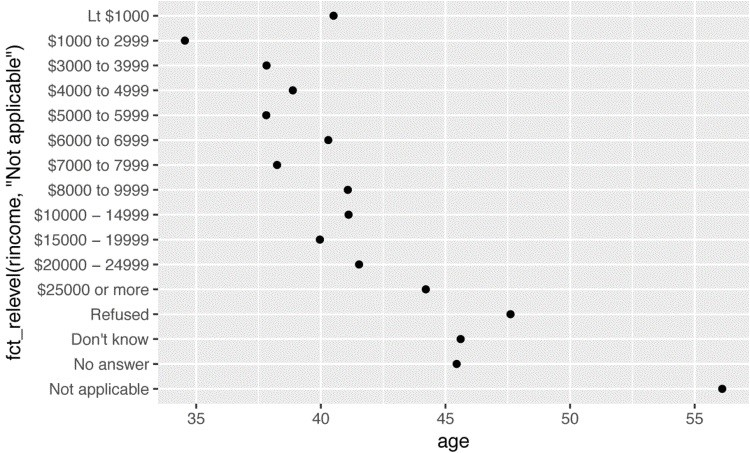 fct_relevel(rincome, "Not applicable")
Lt $1000
$1000 to 2999
$3000 to 3999
$4000 to 4999
$5000 to 5999
$6000 to 6999
$7000 to 7999
$8000 to 9999
$10000 − 14999
$15000 − 19999
$20000 − 24999
$25000 or more
Refused
Don't know
No answer
Not applicable
35 40 45 50 55
age